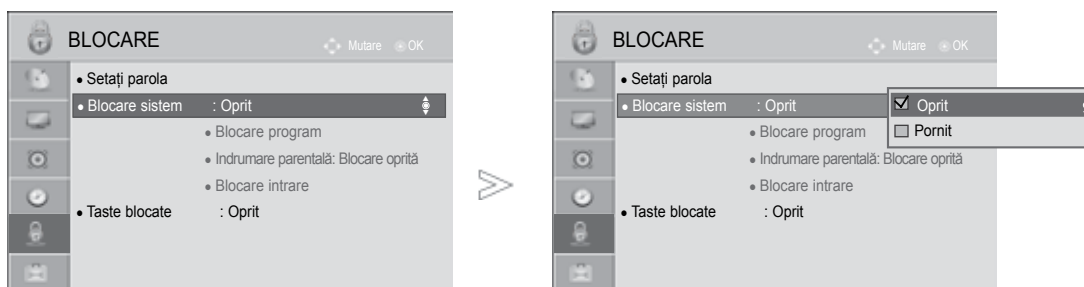 BLOCARE
Mutare OK
• Setați parola
• Blocare sistem : Oprit
• Blocare program
• Indrumare parentală: Blocare oprită
• Blocare intrare
• Taste blocate : Oprit
BLOCARE
Mutare OK
• Setați parola
• Blocare sistem : Oprit
Oprit
Pornit
• Blocare program
• Indrumare parentală: Blocare oprită
• Blocare intrare
• Taste blocate : Oprit